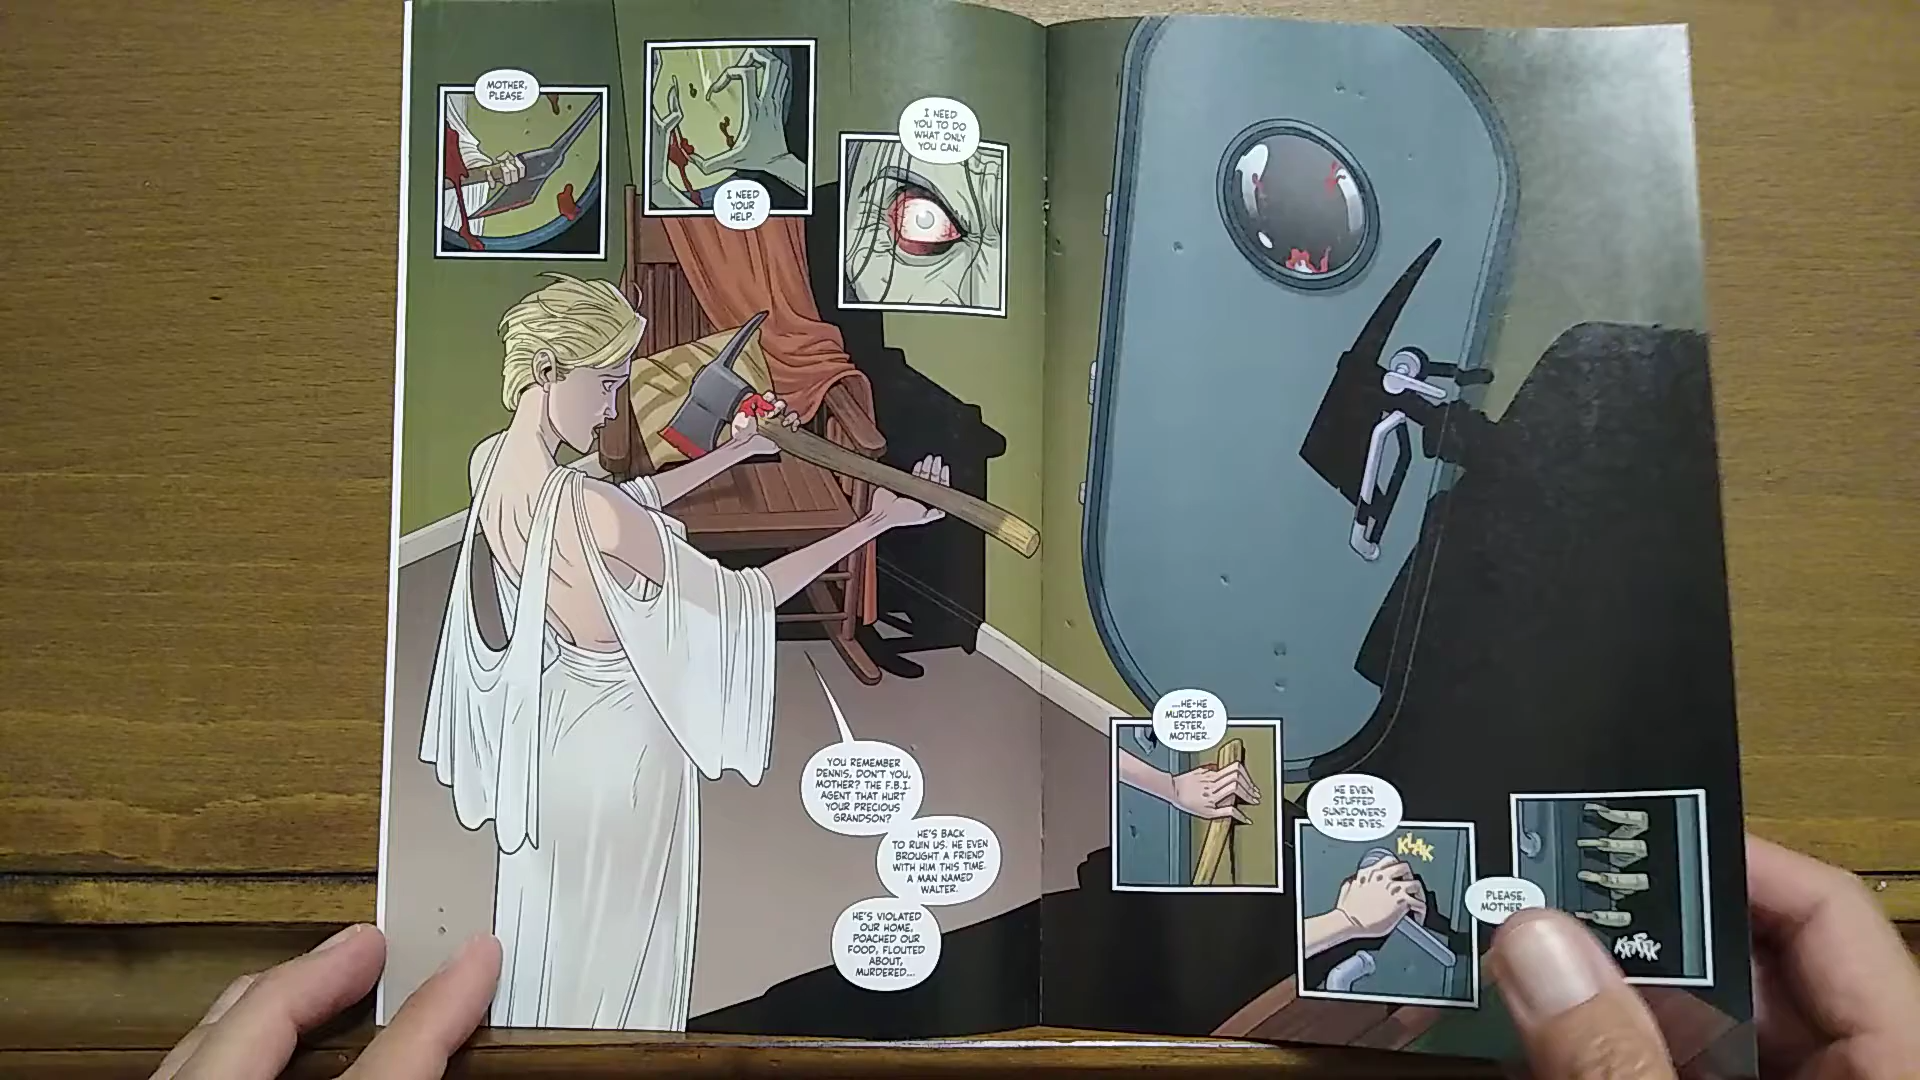 MOTHER,
PLEASE.
I NEED
YOUR
HELP.
I NEED
YOU TO DO
WHAT ONLY
YOU CAN.
YOU REMEMBER
DENNIS, DON'T YOU,
MOTHER? THE F.B.I.
AGENT THAT HURT
YOUR PRECIOUS
GRANDSON?
HE'S BACK
TO RUIN US. HE EVEN
BROUGHT A FRIEND
WITH HIM THIS TIME.
A MAN NAMED
WALTER.
HE'S VIOLATED
OUR HOME,
POACHED OUR
FOOD, FLOUTED
ABOUT,
MURDERED...
...HE-HE
MURDERED
ESTER,
MOTHER.
HE EVEN
STUFFED
SUNFLOWERS
IN HER EYES.
KLAK
PLEASE,
MOTHER.